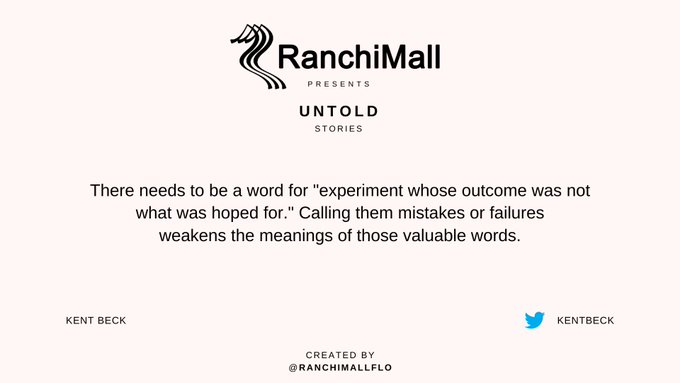 RanchiMall
PRESENTS
UNTOLD
STORIES
There needs to be a word for "experiment whose outcome was not
what was hoped for." Calling them mistakes or failures
weakens the meanings of those valuable words.
KENT BECK
KENTBECK
CREATED BY
@RANCHIMALLFLO